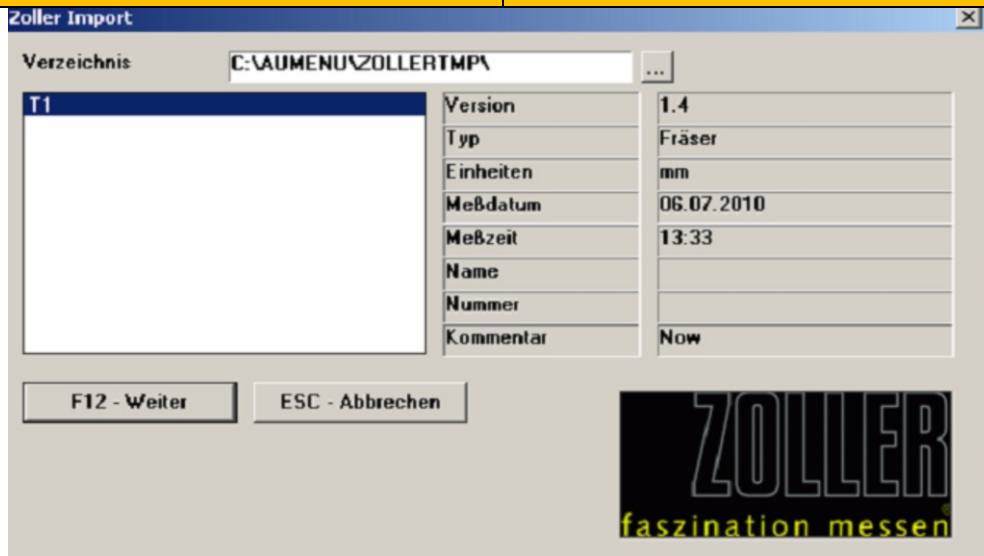 Zoller Import
Verzeichnis C:\AUMENU\ZOLLERTMP\ ...
T1
Version 1.4
Typ Fräser
Einheiten mm
Meßdatum 06.07.2010
Meßzeit 13:33
Name
Nummer
Kommentar Now
F12 - Weiter ESC - Abbrechen
ZOLLER®
faszination messen